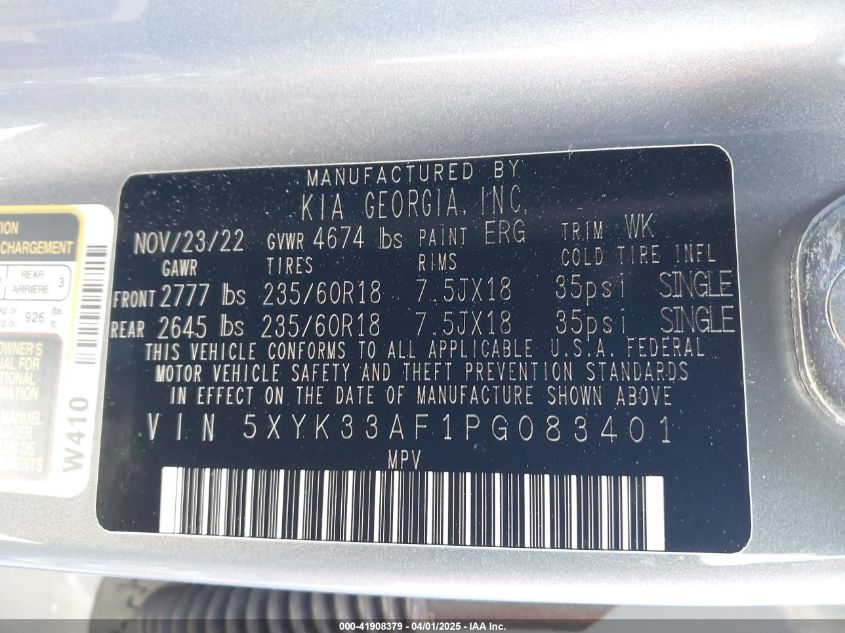 MANUFACTURED BY
KIA GEORGIA, INC.
NOV/23/22 GVWR 4674 lbs PAINT ERG TRIM WK
GAWR TIRES RIMS COLD TIRE INFL
FRONT 2777 lbs 235/60R18 7.5JX18 35psi SINGLE
REAR 2645 lbs 235/60R18 7.5JX18 35psi SINGLE
THIS VEHICLE CONFORMS TO ALL APPLICABLE U.S.A. FEDERAL
MOTOR VEHICLE SAFETY AND THEFT PREVENTION STANDARDS
IN EFFECT ON THE DATE OF MANUFACTURE SHOWN ABOVE
VIN 5XYK33AF1PG083401
MPV
CHARGEMENT
REAR
ARRIÈRE 3
926
OWNER'S
MANUEL
W410
000-41908379 - 04/01/2025 - IAA Inc.